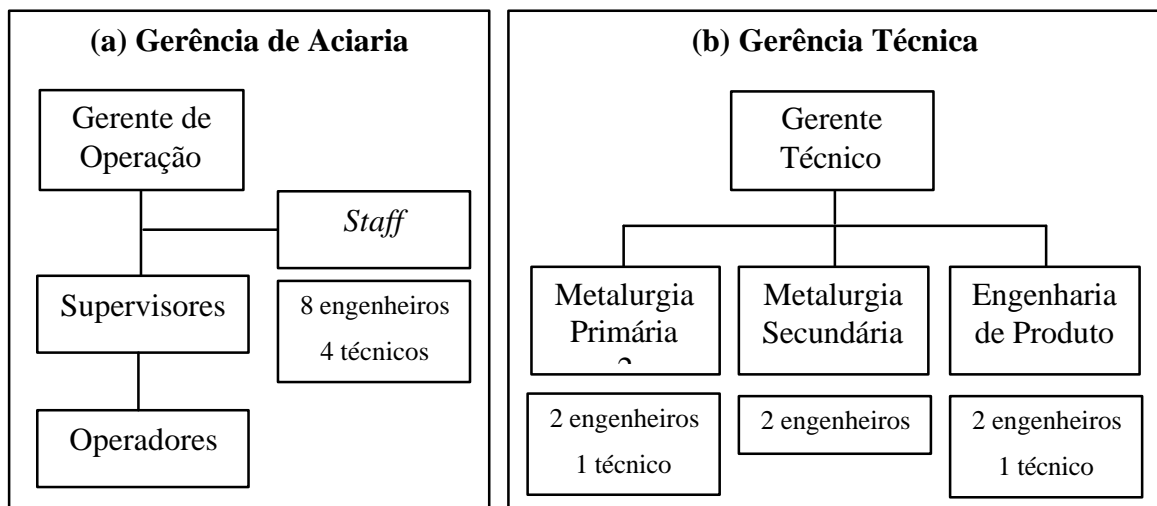 (a) Gerência de Aciaria
Gerente de
Operação
Staff
Supervisores
8 engenheiros
4 técnicos
Operadores
(b) Gerência Técnica
Gerente
Técnico
Metalurgia
Primária
Metalurgia
Secundária
Engenharia
de Produto
2 engenheiros
1 técnico
2 engenheiros
2 engenheiros
1 técnico